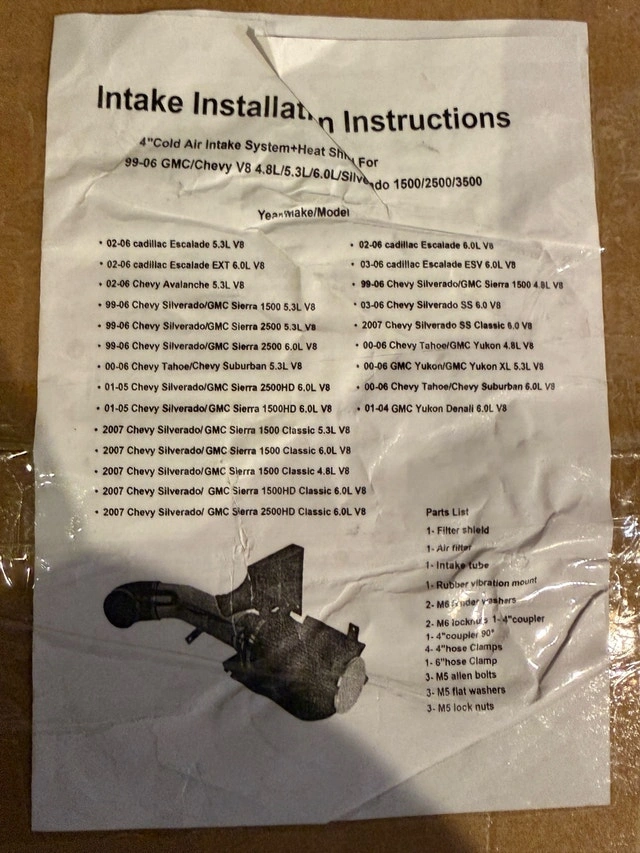 Intake Installat n Instructions
4"Cold Air Intake System+Heat Shi For
99-06 GMC/Chevy V8 4.8L/5.3L/6.0L/Silve do 1500/2500/3500
Year/Make/Model
• 02-06 cadillac Escalade 5.3L V8
• 02-06 cadillac Escalade EXT 6.0L V8
• 02-06 Chevy Avalanche 5.3L V8
• 99-06 Chevy Silverado/GMC Sierra 1500 5.3L V8
• 99-06 Chevy Silverado/GMC Sierra 2500 5.3L V8
• 99-06 Chevy Silverado/GMC Sierra 2500 6.0L V8
• 00-06 Chevy Tahoe/Chevy Suburban 5.3L V8
• 01-05 Chevy Silverado/GMC Sierra 2500HD 6.0L V8
• 01-05 Chevy Silverado/ GMC Sierra 1500HD 6.0L V8
• 2007 Chevy Silverado/ GMC Sierra 1500 Classic 5.3L V8
• 2007 Chevy Silverado/ GMC Sierra 1500 Classic 6.0L V8
• 2007 Chevy Silverado/ GMC Sierra 1500 Classic 4.8L V8
• 2007 Chevy Silverado/ GMC Sierra 1500HD Classic 6.0L V8
• 2007 Chevy Silverado/ GMC Sierra 2500HD Classic 6.0L V8
• 02-06 cadillac Escalade 6.0L V8
• 03-06 cadillac Escalade ESV 6.0L V8
• 99-06 Chevy Silverado/GMC Sierra 1500 4.8L V8
• 03-06 Chevy Silverado SS 6.0 V8
• 2007 Chevy Silverado SS Classic 6.0 V8
• 00-06 Chevy Tahoe/GMC Yukon 4.8L V8
• 00-06 GMC Yukon/GMC Yukon XL 5.3L V8
• 00-06 Chevy Tahoe/Chevy Suburban 6.0L V8
• 01-04 GMC Yukon Denali 6.0L V8
Parts List
1- Filter shield
1- Air filter
1- Intake tube
1- Rubber vibration mount
2- M6 fender washers
2- M6 locknuts 1- 4"coupler
1- 4"coupler 90°
4- 4"hose Clamps
1- 6"hose Clamp
3- M5 allen bolts
3- M5 flat washers
3- M5 lock nuts